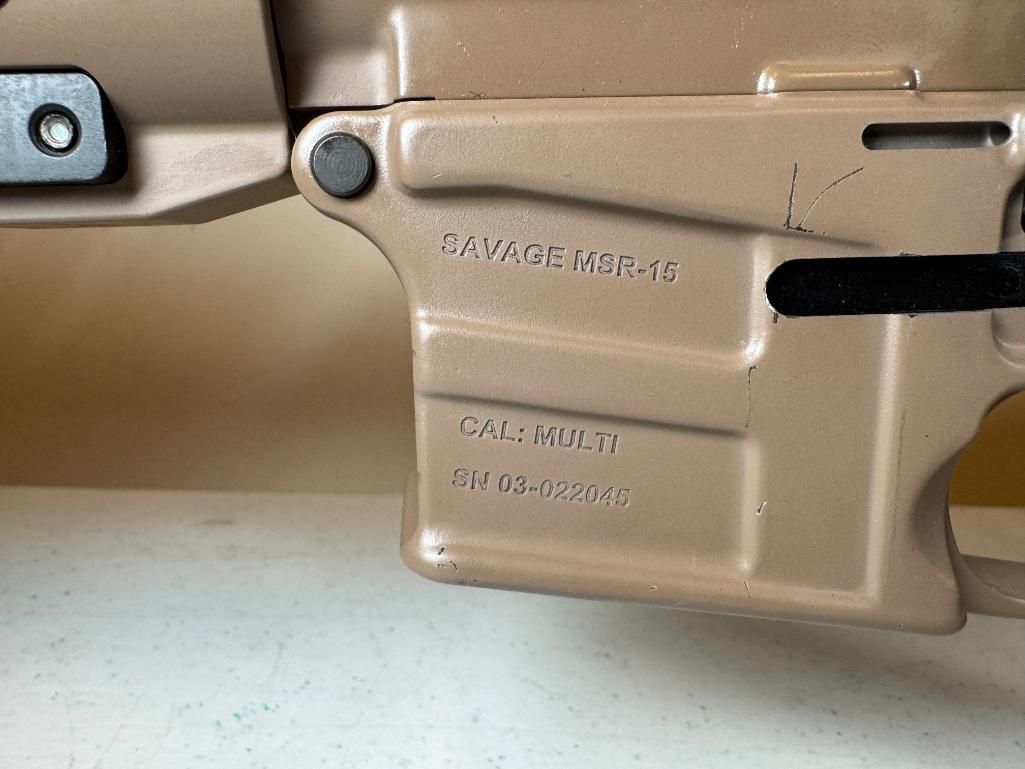 SAVAGE MSR-15
CAL: MULTI
SN 03-022045